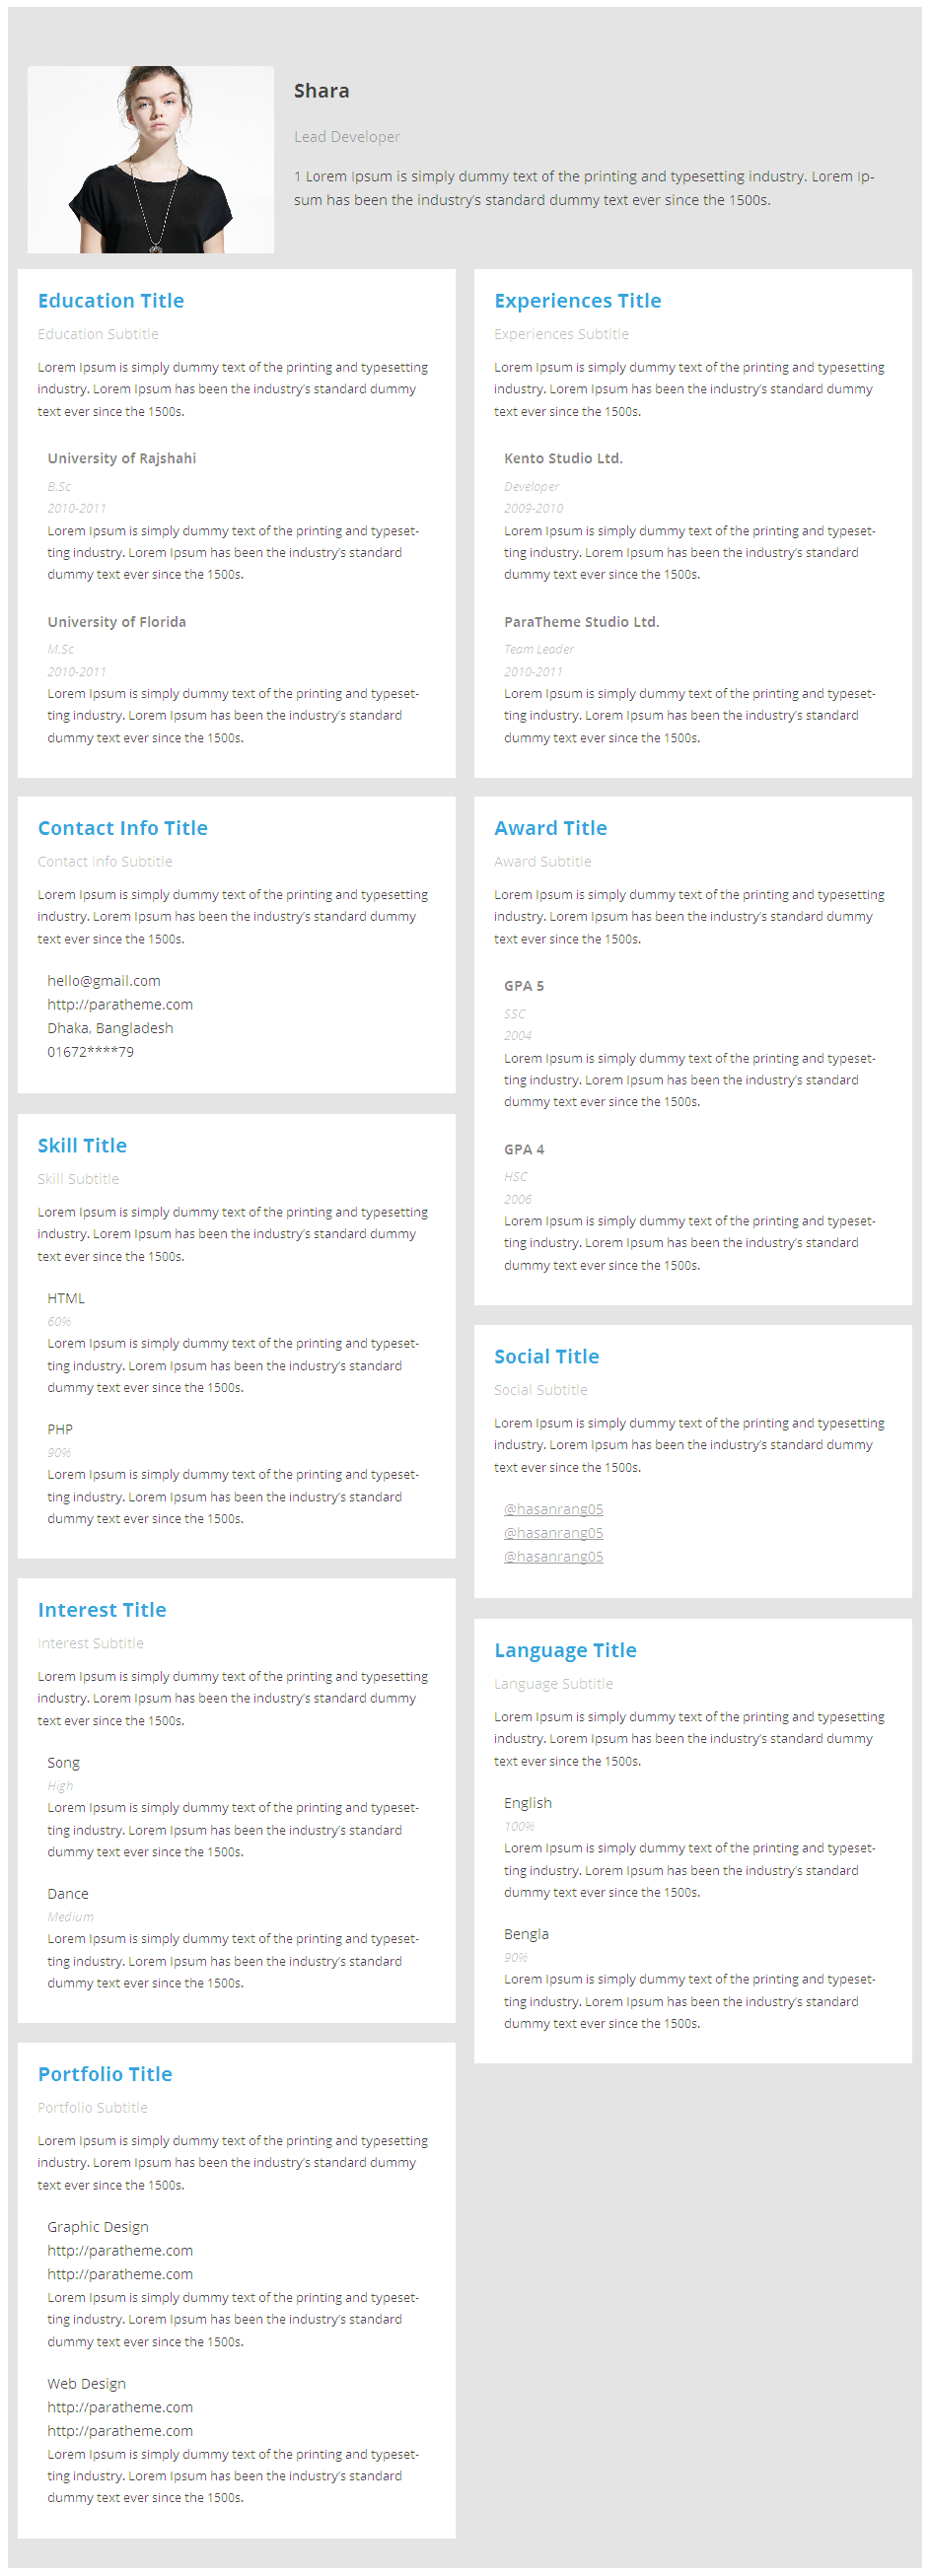 Shara
Lead Developer
1 Lorem Ipsum is simply dummy text of the printing and typesetting industry. Lorem Ip-
sum has been the industry's standard dummy text ever since the 1500s.
Education Title
Education Subtitle
Lorem Ipsum is simply dummy text of the printing and typesetting
industry. Lorem Ipsum has been the industry's standard dummy
text ever since the 1500s.
University of Rajshahi
B.Sc
2010-2011
Lorem Ipsum is simply dummy text of the printing and typeset-
ting industry. Lorem Ipsum has been the industry's standard
dummy text ever since the 1500s.
University of Florida
M.Sc
2010-2011
Lorem Ipsum is simply dummy text of the printing and typeset-
ting industry. Lorem Ipsum has been the industry's standard
dummy text ever since the 1500s.
Contact Info Title
Contact Info Subtitle
Lorem Ipsum is simply dummy text of the printing and typesetting
industry. Lorem Ipsum has been the industry's standard dummy
text ever since the 1500s.
hello@gmail.com
http://paratheme.com
Dhaka, Bangladesh
01672****79
Skill Title
Skill Subtitle
Lorem Ipsum is simply dummy text of the printing and typesetting
industry. Lorem Ipsum has been the industry's standard dummy
text ever since the 1500s.
HTML
60%
Lorem Ipsum is simply dummy text of the printing and typeset-
ting industry. Lorem Ipsum has been the industry's standard
dummy text ever since the 1500s.
PHP
90%
Lorem Ipsum is simply dummy text of the printing and typeset-
ting industry. Lorem Ipsum has been the industry's standard
dummy text ever since the 1500s.
Interest Title
Interest Subtitle
Lorem Ipsum is simply dummy text of the printing and typesetting
industry. Lorem Ipsum has been the industry's standard dummy
text ever since the 1500s.
Song
High
Lorem Ipsum is simply dummy text of the printing and typeset-
ting industry. Lorem Ipsum has been the industry's standard
dummy text ever since the 1500s.
Dance
Medium
Lorem Ipsum is simply dummy text of the printing and typeset-
ting industry. Lorem Ipsum has been the industry's standard
dummy text ever since the 1500s.
Portfolio Title
Portfolio Subtitle
Lorem Ipsum is simply dummy text of the printing and typesetting
industry. Lorem Ipsum has been the industry's standard dummy
text ever since the 1500s.
Graphic Design
http://paratheme.com
http://paratheme.com
Lorem Ipsum is simply dummy text of the printing and typeset-
ting industry. Lorem Ipsum has been the industry's standard
dummy text ever since the 1500s.
Web Design
http://paratheme.com
http://paratheme.com
Lorem Ipsum is simply dummy text of the printing and typeset-
ting industry. Lorem Ipsum has been the industry's standard
dummy text ever since the 1500s.
Experiences Title
Experiences Subtitle
Lorem Ipsum is simply dummy text of the printing and typesetting
industry. Lorem Ipsum has been the industry's standard dummy
text ever since the 1500s.
Kento Studio Ltd.
Developer
2009-2010
Lorem Ipsum is simply dummy text of the printing and typeset-
ting industry. Lorem Ipsum has been the industry's standard
dummy text ever since the 1500s.
ParaTheme Studio Ltd.
Team Leader
2010-2011
Lorem Ipsum is simply dummy text of the printing and typeset-
ting industry. Lorem Ipsum has been the industry's standard
dummy text ever since the 1500s.
Award Title
Award Subtitle
Lorem Ipsum is simply dummy text of the printing and typesetting
industry. Lorem Ipsum has been the industry's standard dummy
text ever since the 1500s.
GPA 5
SSC
2004
Lorem Ipsum is simply dummy text of the printing and typeset-
ting industry. Lorem Ipsum has been the industry's standard
dummy text ever since the 1500s.
GPA 4
HSC
2006
Lorem Ipsum is simply dummy text of the printing and typeset-
ting industry. Lorem Ipsum has been the industry's standard
dummy text ever since the 1500s.
Social Title
Social Subtitle
Lorem Ipsum is simply dummy text of the printing and typesetting
industry. Lorem Ipsum has been the industry's standard dummy
text ever since the 1500s.
@hasanrang05
@hasanrang05
@hasanrang05
Language Title
Language Subtitle
Lorem Ipsum is simply dummy text of the printing and typesetting
industry. Lorem Ipsum has been the industry's standard dummy
text ever since the 1500s.
English
100%
Lorem Ipsum is simply dummy text of the printing and typeset-
ting industry. Lorem Ipsum has been the industry's standard
dummy text ever since the 1500s.
Bengla
90%
Lorem Ipsum is simply dummy text of the printing and typeset-
ting industry. Lorem Ipsum has been the industry's standard
dummy text ever since the 1500s.